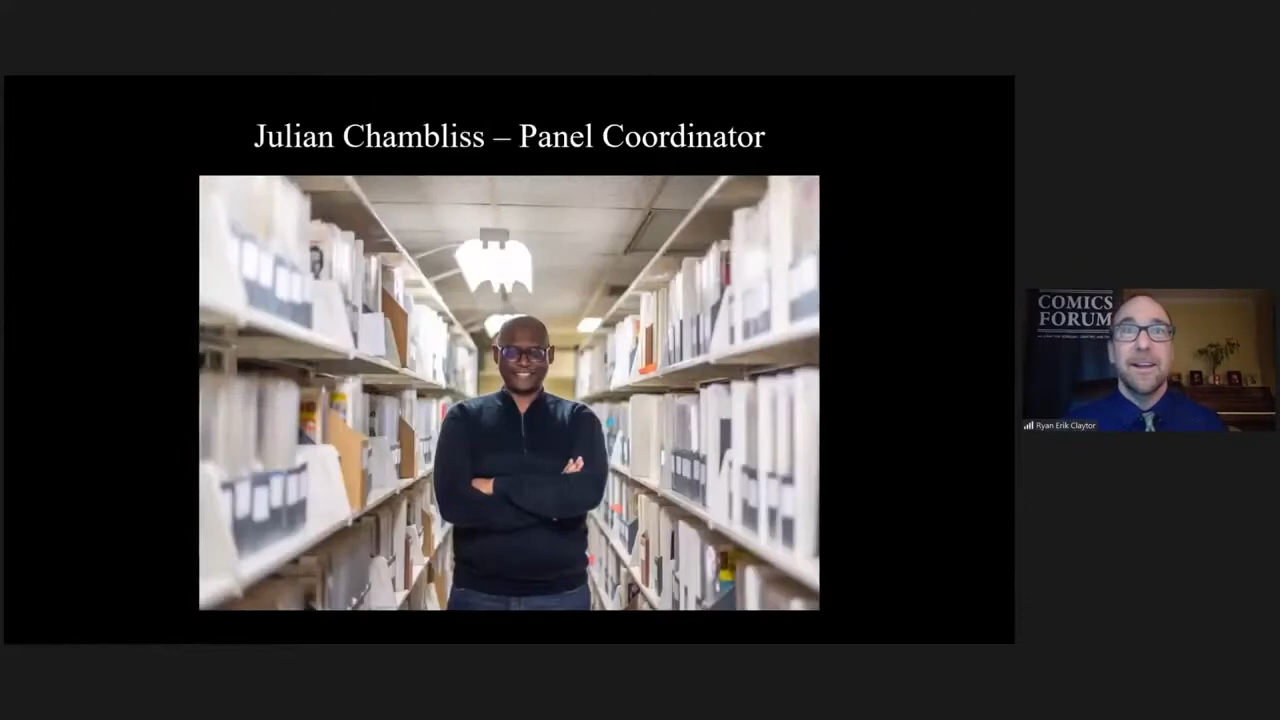 Julian Chambliss – Panel Coordinator
COMICS
FORUM
Ryan Erik Claytor